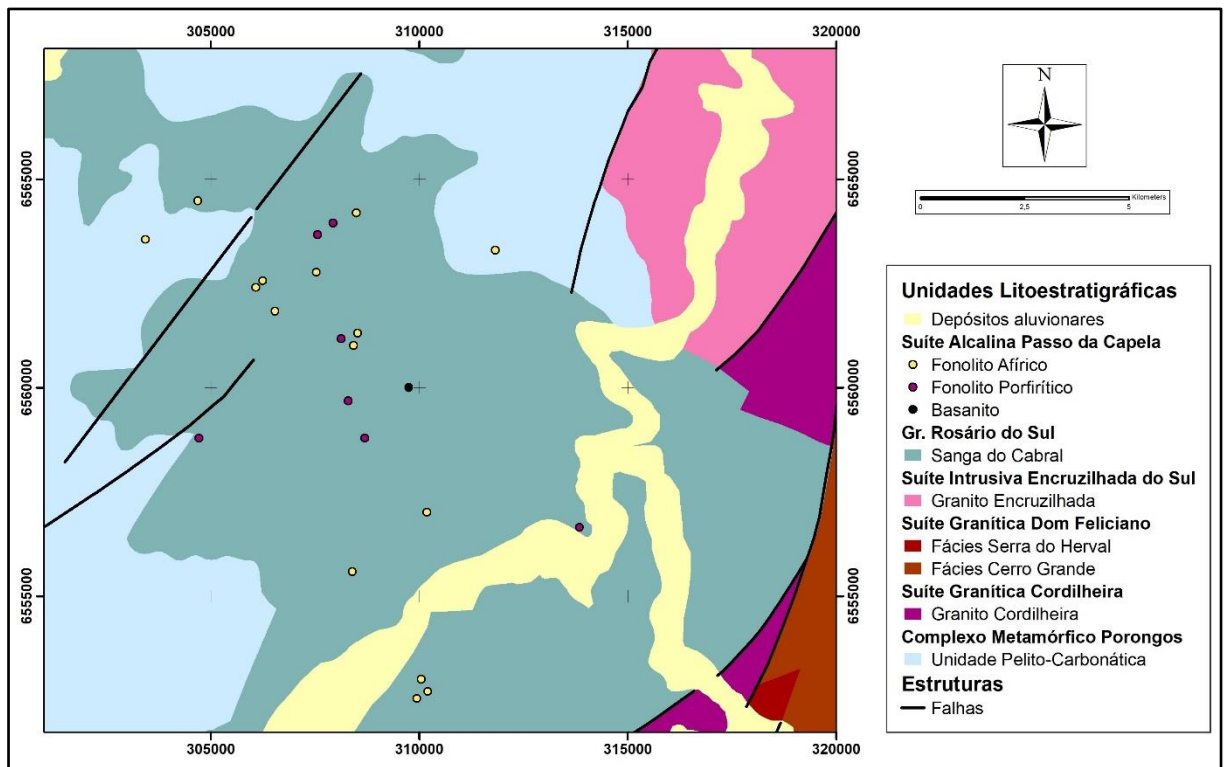 305000 310000 315000 320000
6565000 6565000
6560000 6560000
6555000 6555000
305000 310000 315000 320000
N
Kilometers
0 2,5 5
Unidades Litoestratigráficas
Depósitos aluvionares
Suíte Alcalina Passo da Capela
Fonolito Afírico
Fonolito Porfirítico
Basanito
Gr. Rosário do Sul
Sanga do Cabral
Suíte Intrusiva Encruzilhada do Sul
Granito Encruzilhada
Suíte Granítica Dom Feliciano
Fácies Serra do Herval
Fácies Cerro Grande
Suíte Granítica Cordilheira
Granito Cordilheira
Complexo Metamórfico Porongos
Unidade Pelito-Carbonática
Estruturas
Falhas